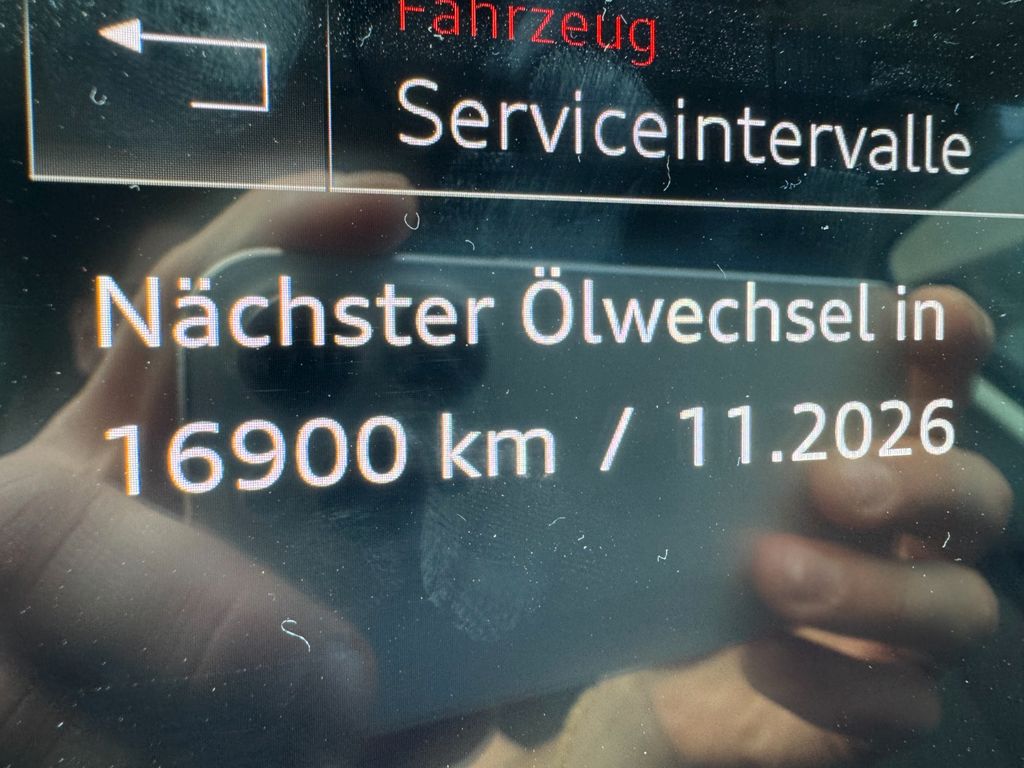 Fahrzeug
Serviceintervalle
Nächster Ölwechsel in
16900 km / 11.2026